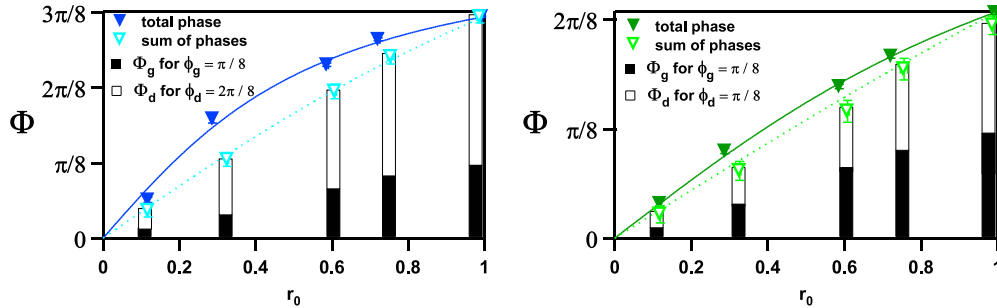 3π/8
total phase
sum of phases
Φg for ϕg = π / 8
2π/8
Φd for ϕd = 2π/8
Φ
π/8
0
0 0.2 0.4 0.6 0.8 1
r0
2π/8
total phase
sum of phases
Φg for ϕg = π/8
Φd for ϕd = π/8
Φ
π/8
0
0 0.2 0.4 0.6 0.8 1
r0